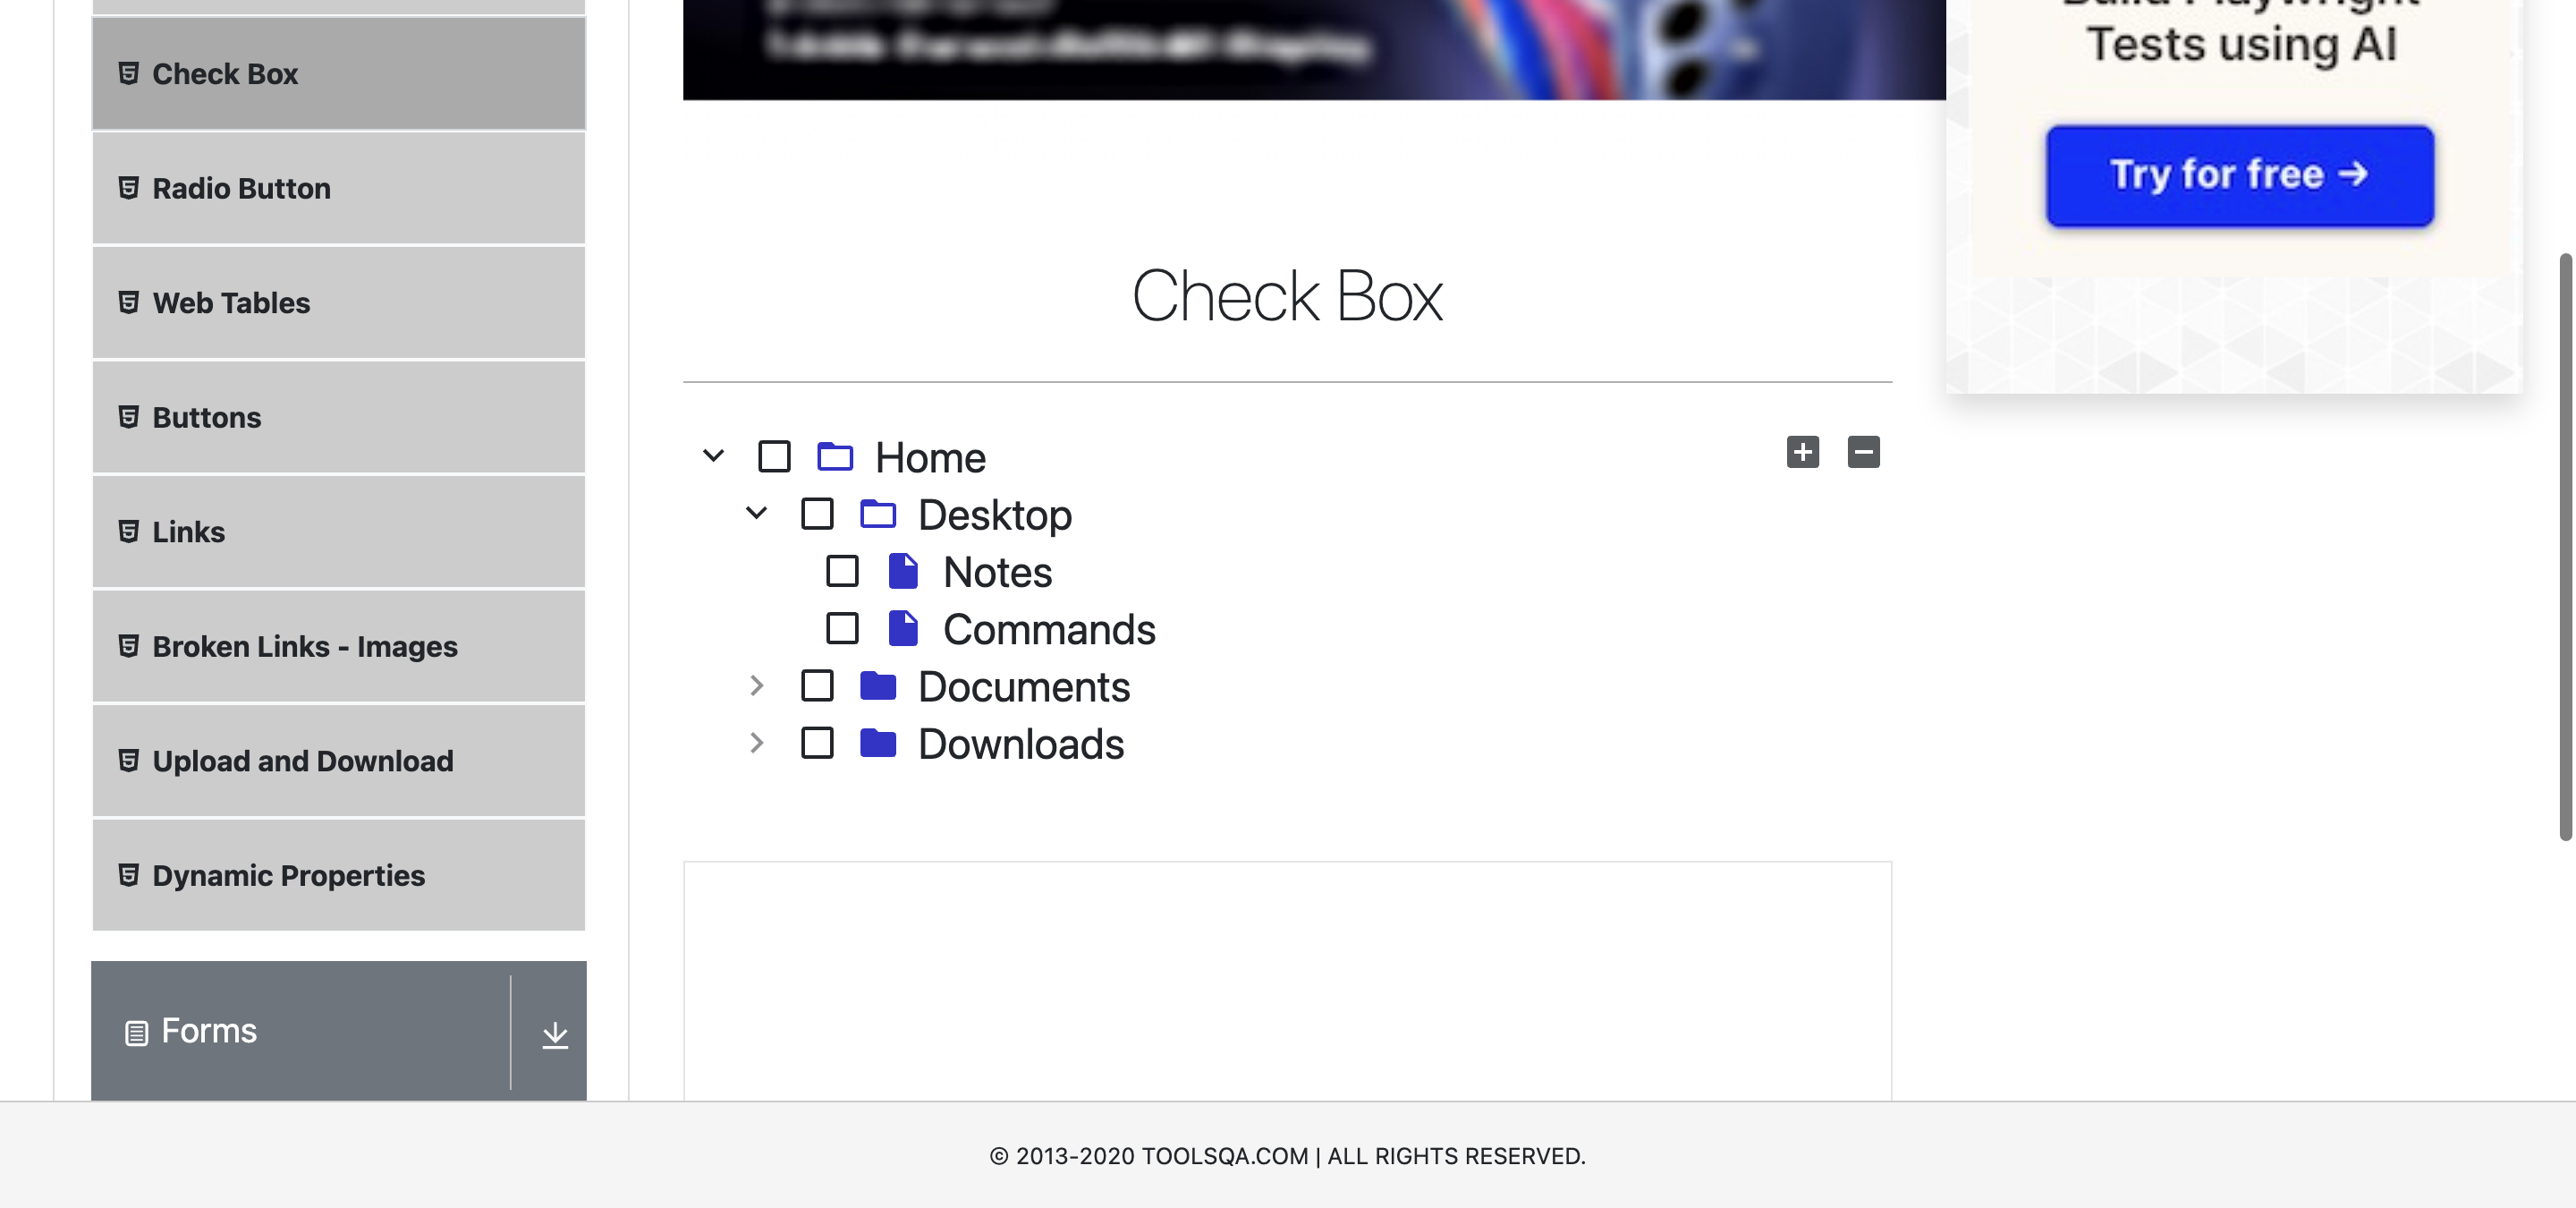 Check Box
Radio Button
Web Tables
Buttons
Links
Broken Links - Images
Upload and Download
Dynamic Properties
Forms
Build Playwright
Tests using AI
Try for free →
Check Box
Home
Desktop
Notes
Commands
Documents
Downloads
© 2013-2020 TOOLSQA.COM | ALL RIGHTS RESERVED.